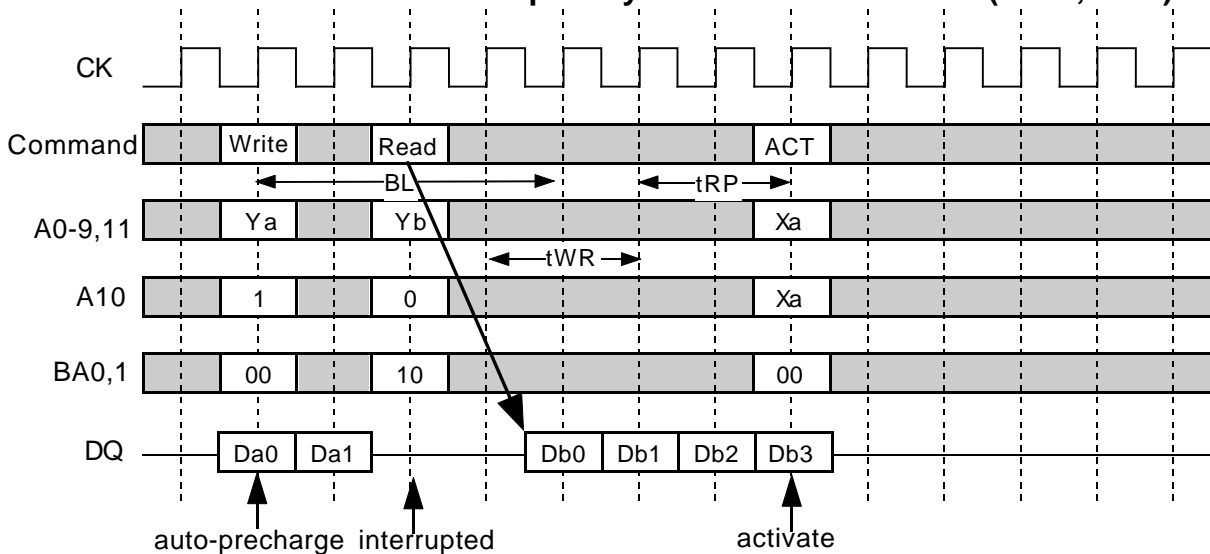 CK
Command Write Read ACT
BL tRP
A0-9,11 Ya Yb Xa
tWR
A10 1 0 Xa
BA0,1 00 10 00
DQ Da0 Da1 Db0 Db1 Db2 Db3
auto-precharge interrupted activate